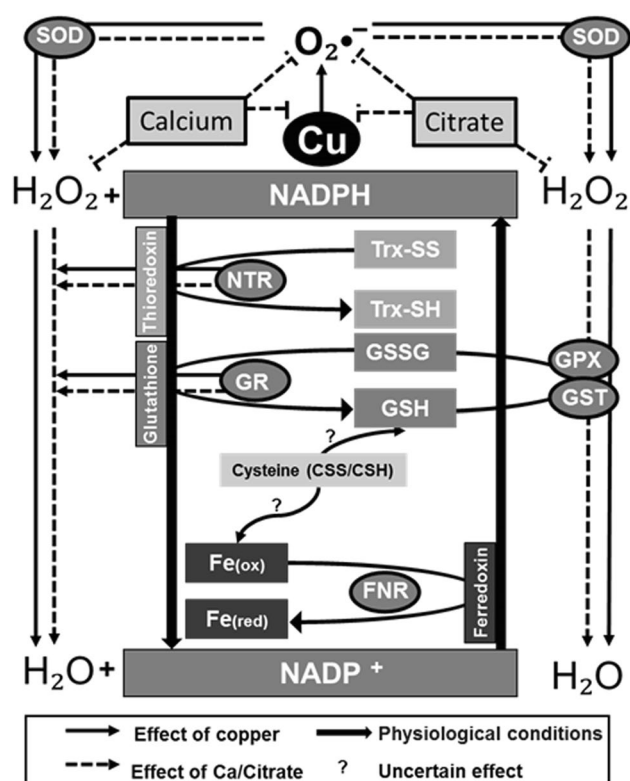 SOD
O₂•⁻
SOD
Calcium
Cu
Citrate
H₂O₂ +
NADPH
H₂O₂
Thioredoxin
Trx-SS
NTR
Trx-SH
Glutathione
GSSG
GPX
GR
GSH
GST
?
Cysteine (CSS/CSH)
?
Fe(ox)
FNR
Ferredoxin
Fe(red)
H₂O +
NADP +
H₂O
Effect of copper
Physiological conditions
Effect of Ca/Citrate
? Uncertain effect